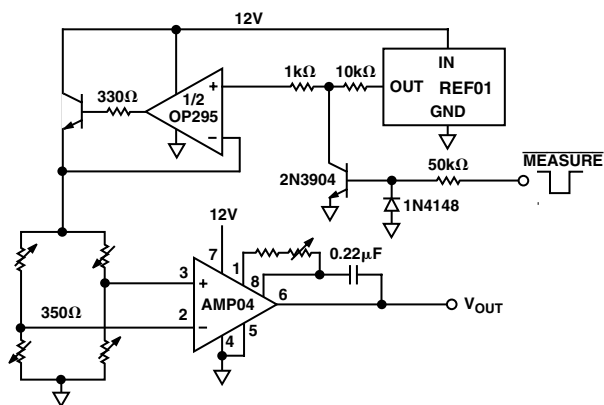 12V
IN
1kΩ
10kΩ
OUT
REF01
GND
330Ω
+
1/2
OP295
−
50kΩ
MEASURE
2N3904
1N4148
12V
7
1
8
0.22μF
3
+
AMP04
6
VOUT
350Ω
2
−
4
5